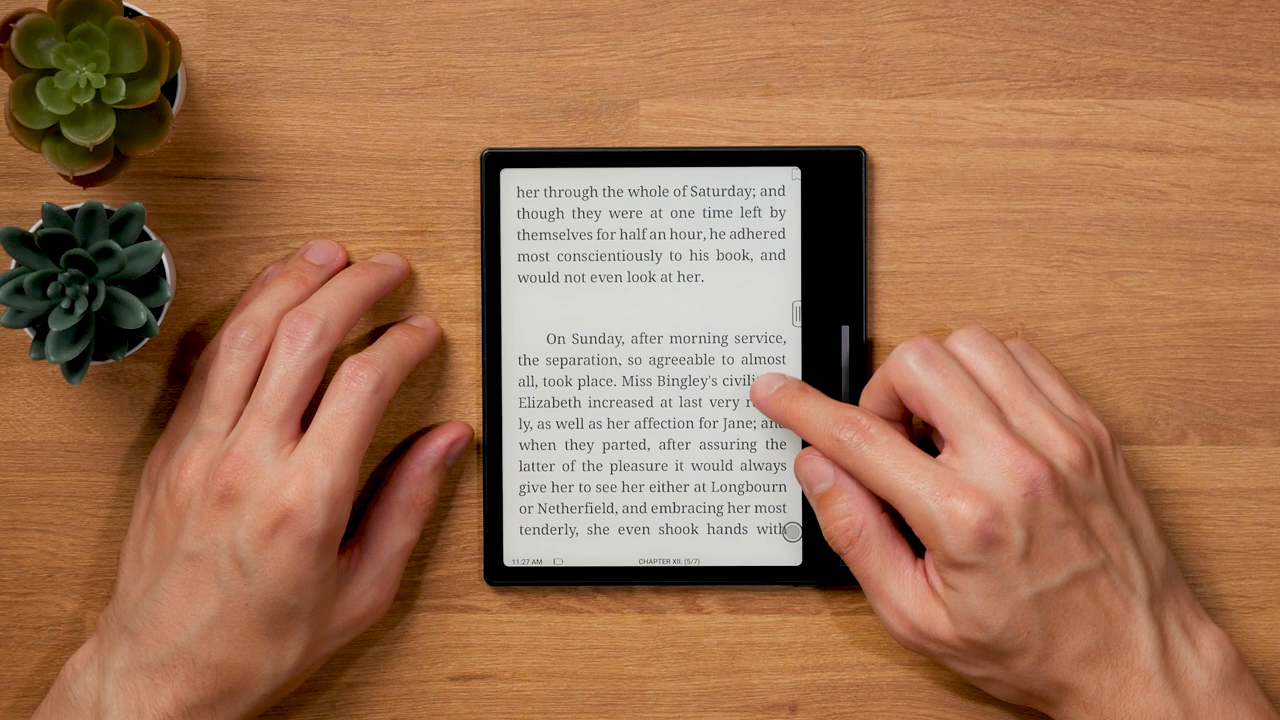 her through the whole of Saturday; and
though they were at one time left by
themselves for half an hour, he adhered
most conscientiously to his book, and
would not even look at her.
On Sunday, after morning service,
the separation, so agreeable to almost
all, took place. Miss Bingley's
Elizabeth increased at last very
ly, as well as her affection for Jane; and
when they parted, after assuring the
latter of the pleasure it would always
give her to see her either at Longbourn
or Netherfield, and embracing her most
tenderly, she even shook hands with
11:27 AM CHAPTER XII. (5/7)